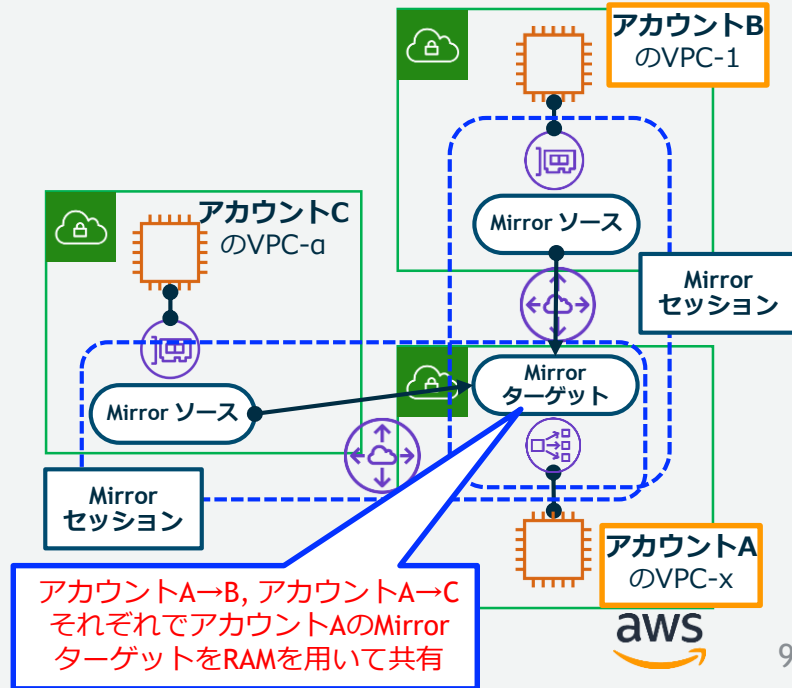 アカウントB
のVPC-1
Mirror ソース
アカウントC
のVPC-a
Mirror
セッション
Mirror
ターゲット
Mirror ソース
Mirror
セッション
アカウントA
のVPC-x
アカウントA→B, アカウントA→C
それぞれでアカウントAのMirror
ターゲットをRAMを用いて共有
aws
9